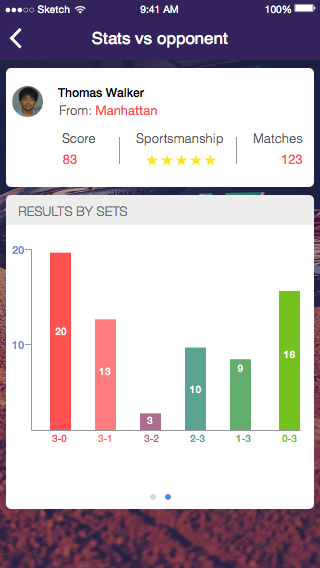 Sketch 9:41 AM 100%
Stats vs opponent
Thomas Walker
From: Manhattan
Score Sportsmanship Matches
83 ★★★★★ 123
RESULTS BY SETS
20
10
20
13
3
10
9
16
3-0 3-1 3-2 2-3 1-3 0-3